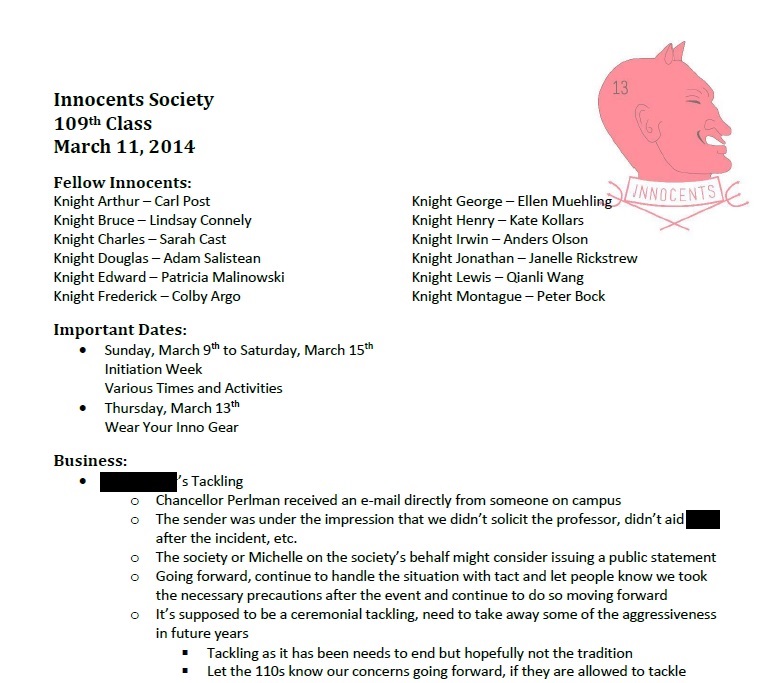 Innocents Society
109th Class
March 11, 2014
13
INNOCENTS
Fellow Innocents:
Knight Arthur – Carl Post
Knight Bruce – Lindsay Connely
Knight Charles – Sarah Cast
Knight Douglas – Adam Salistean
Knight Edward – Patricia Malinowski
Knight Frederick – Colby Argo
Knight George – Ellen Muehling
Knight Henry – Kate Kollars
Knight Irwin – Anders Olson
Knight Jonathan – Janelle Rickstrew
Knight Lewis – Qianli Wang
Knight Montague – Peter Bock
Important Dates:
• Sunday, March 9th to Saturday, March 15th
Initiation Week
Various Times and Activities
• Thursday, March 13th
Wear Your Inno Gear
Business:
• 's Tackling
o Chancellor Perlman received an e-mail directly from someone on campus
o The sender was under the impression that we didn't solicit the professor, didn't aid
after the incident, etc.
o The society or Michelle on the society's behalf might consider issuing a public statement
o Going forward, continue to handle the situation with tact and let people know we took
the necessary precautions after the event and continue to do so moving forward
o It's supposed to be a ceremonial tackling, need to take away some of the aggressiveness
in future years
▪ Tackling as it has been needs to end but hopefully not the tradition
▪ Let the 110s know our concerns going forward, if they are allowed to tackle